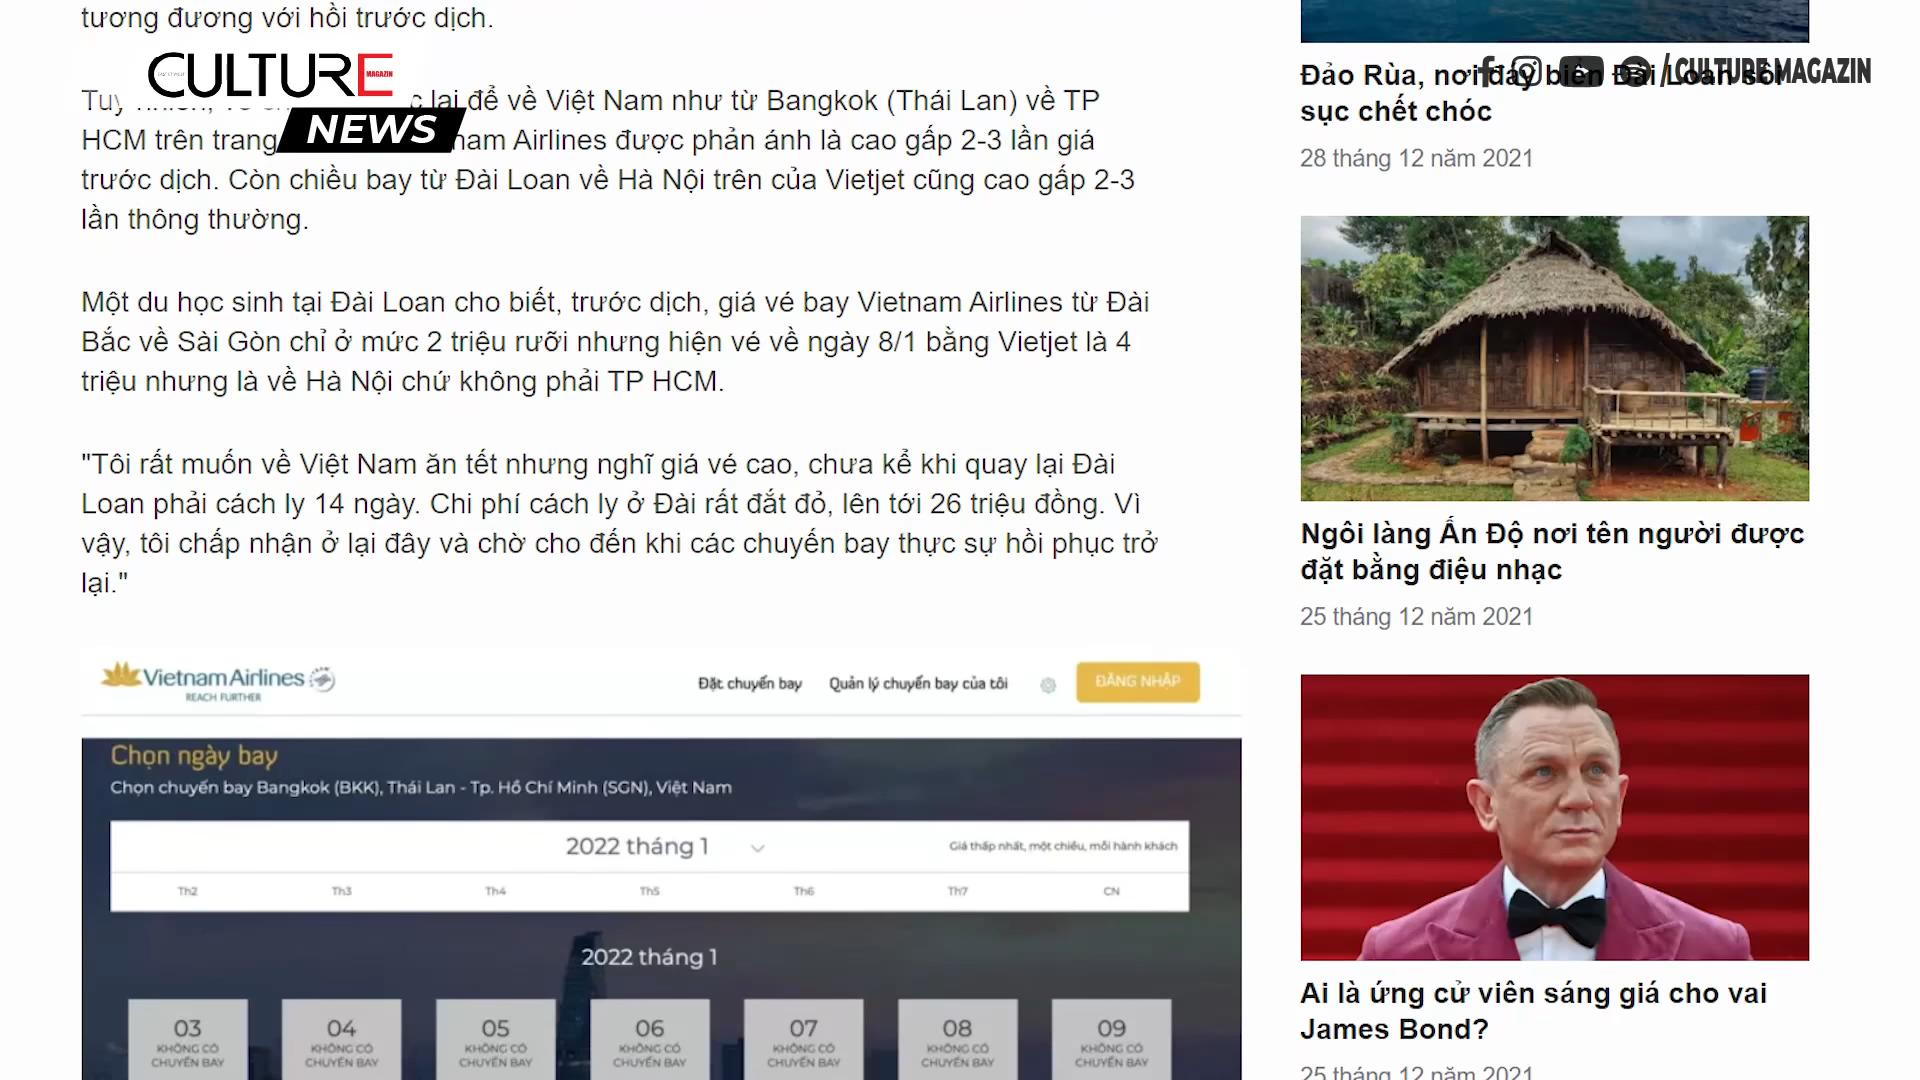 tương đương với hồi trước dịch.
CULTURE
MAGAZIN
NEWS
lại để về Việt Nam như từ Bangkok (Thái Lan) về TP
HCM trên trang nam Airlines được phản ánh là cao gấp 2-3 lần giá
trước dịch. Còn chiều bay từ Đài Loan về Hà Nội trên của Vietjet cũng cao gấp 2-3
lần thông thường.
Một du học sinh tại Đài Loan cho biết, trước dịch, giá vé bay Vietnam Airlines từ Đài
Bắc về Sài Gòn chỉ ở mức 2 triệu rưỡi nhưng hiện vé về ngày 8/1 bằng Vietjet là 4
triệu nhưng là về Hà Nội chứ không phải TP HCM.
"Tôi rất muốn về Việt Nam ăn tết nhưng nghĩ giá vé cao, chưa kể khi quay lại Đài
Loan phải cách ly 14 ngày. Chi phí cách ly ở Đài rất đắt đỏ, lên tới 26 triệu đồng. Vì
vậy, tôi chấp nhận ở lại đây và chờ cho đến khi các chuyến bay thực sự hồi phục trở
lại."
Vietnam Airlines
REACH FURTHER
Đặt chuyến bay Quản lý chuyến bay của tôi ĐĂNG NHẬP
Chọn ngày bay
Chọn chuyến bay Bangkok (BKK), Thái Lan - Tp. Hồ Chí Minh (SGN), Việt Nam
2022 tháng 1 Giá thấp nhất, một chiều, mỗi hành khách
Th2 Th3 Th4 Th5 Th6 Th7 CN
2022 tháng 1
03 04 05 06 07 08 09
KHÔNG CÓ KHÔNG CÓ KHÔNG CÓ KHÔNG CÓ KHÔNG CÓ KHÔNG CÓ KHÔNG CÓ
CHUYẾN BAY CHUYẾN BAY CHUYẾN BAY CHUYẾN BAY CHUYẾN BAY CHUYẾN BAY CHUYẾN BAY
/CULTURE MAGAZIN
Đảo Rùa, nơi đáy biển Đài Loan sôi
sục chết chóc
28 tháng 12 năm 2021
Ngôi làng Ấn Độ nơi tên người được
đặt bằng điệu nhạc
25 tháng 12 năm 2021
Ai là ứng cử viên sáng giá cho vai
James Bond?
25 tháng 12 năm 2021